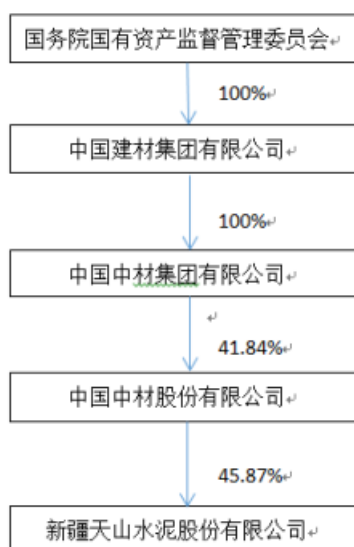 国务院国有资产监督管理委员会
100%
中国建材集团有限公司
100%
中国中材集团有限公司
41.84%
中国中材股份有限公司
45.87%
新疆天山水泥股份有限公司